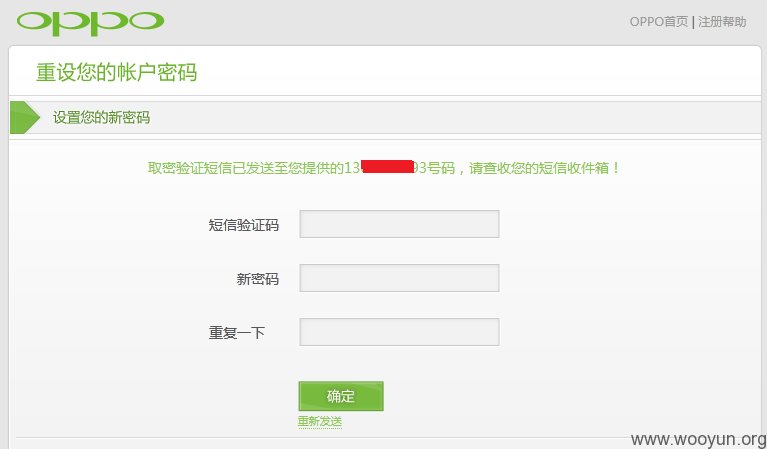 oppo
OPPO首页 | 注册帮助
重设您的帐户密码
设置您的新密码
取密验证短信已发送至您提供的13 93号码，请查收您的短信收件箱！
短信验证码
新密码
重复一下
确定
重新发送
www.wooyun.org